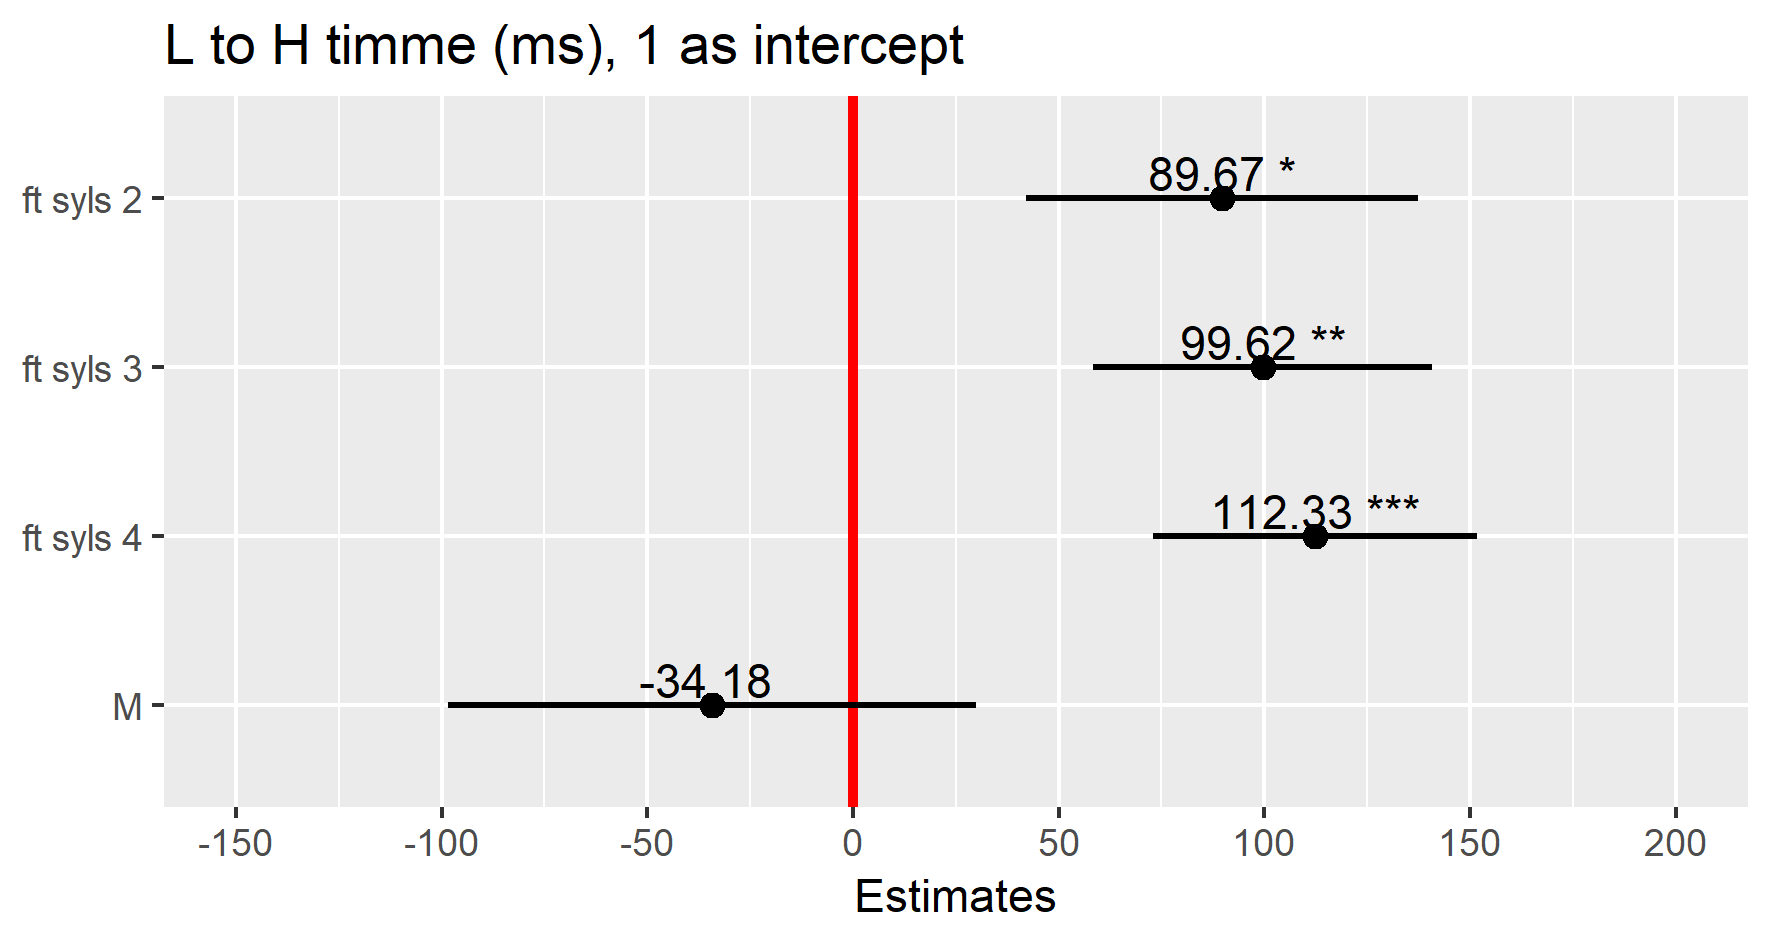 L to H timme (ms), 1 as intercept
ft syls 2
89.67 *
ft syls 3
99.62 **
ft syls 4
112.33 ***
M
-34.18
-150 -100 -50 0 50 100 150 200
Estimates